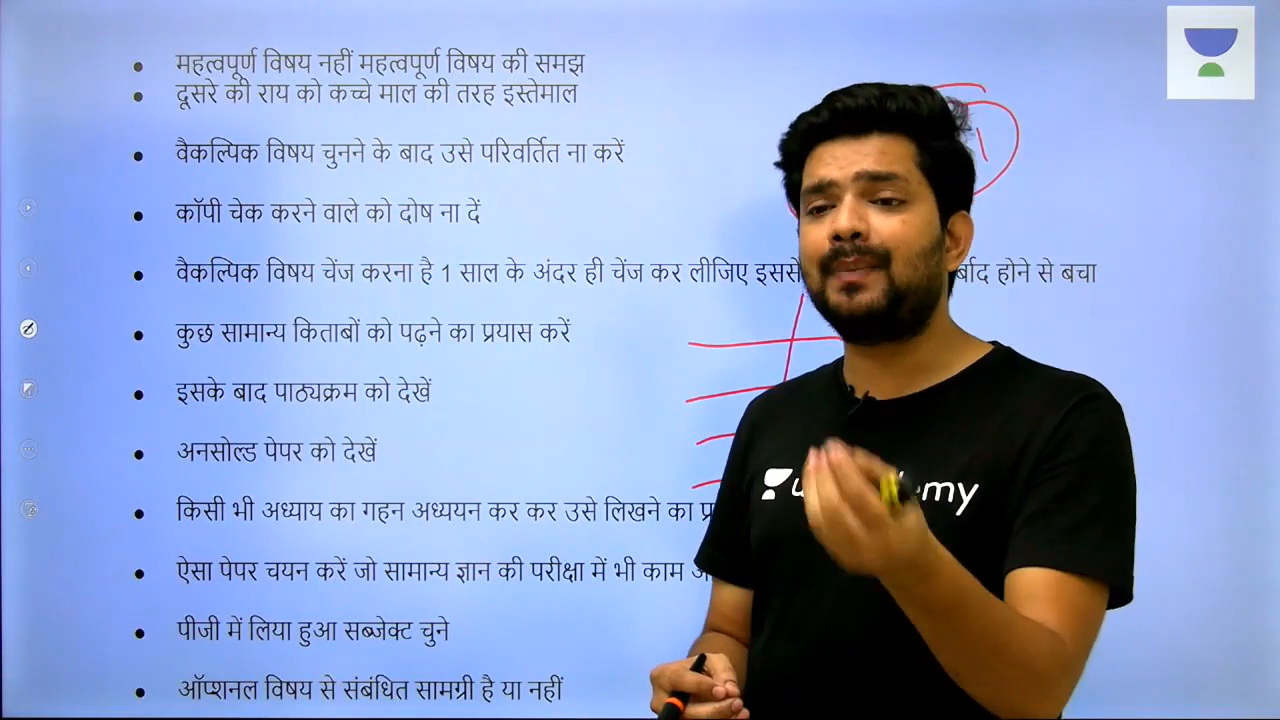 महत्वपूर्ण विषय नहीं महत्वपूर्ण विषय की समझ
दूसरे की राय को कच्चे माल की तरह इस्तेमाल
वैकल्पिक विषय चुनने के बाद उसे परिवर्तित ना करें
कॉपी चेक करने वाले को दोष ना दें
वैकल्पिक विषय चेंज करना है 1 साल के अंदर ही चेंज कर लीजिए इससे र्बाद होने से बचा
कुछ सामान्य किताबों को पढ़ने का प्रयास करें
इसके बाद पाठ्यक्रम को देखें
अनसोल्ड पेपर को देखें
किसी भी अध्याय का गहन अध्ययन कर कर उसे लिखने का
ऐसा पेपर चयन करें जो सामान्य ज्ञान की परीक्षा में भी काम
पीजी में लिया हुआ सब्जेक्ट चुने
ऑप्शनल विषय से संबंधित सामग्री है या नहीं